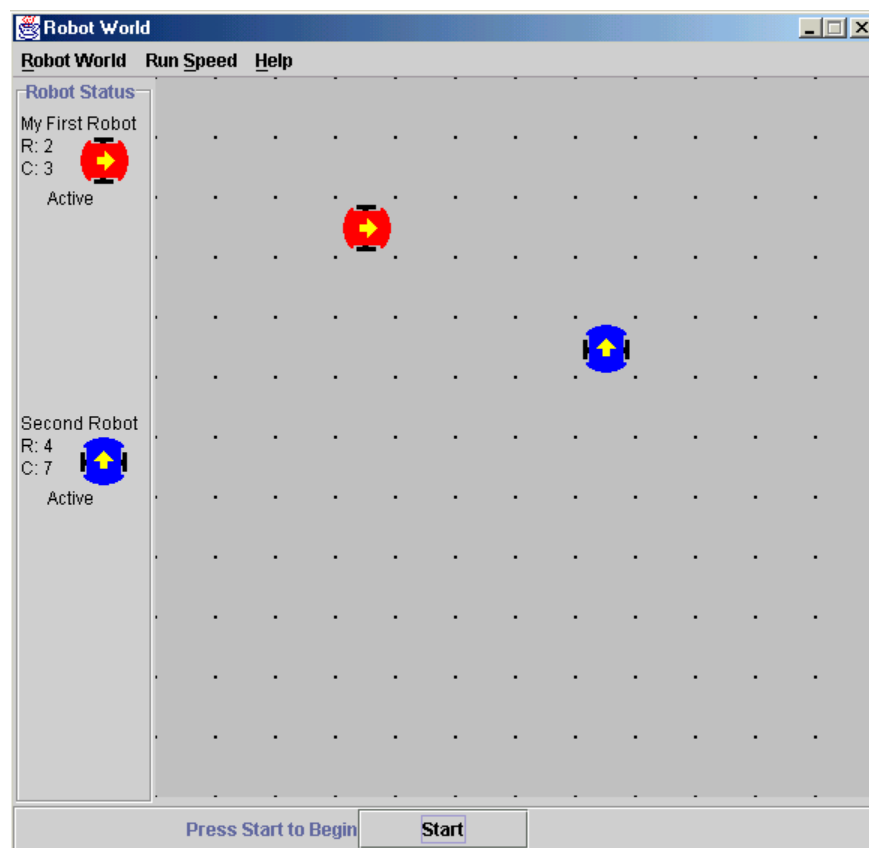 Robot World
Robot World Run Speed Help
Robot Status
My First Robot
R: 2
C: 3
Active
Second Robot
R: 4
C: 7
Active
Press Start to Begin Start